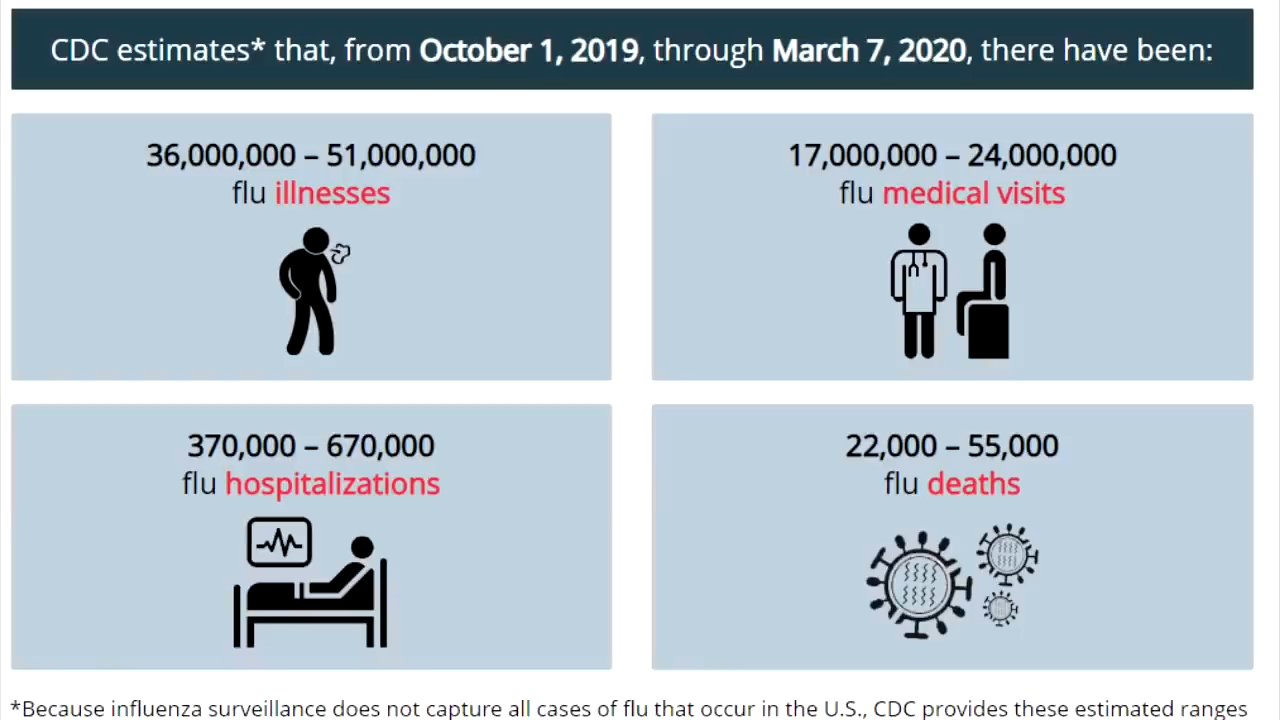 CDC estimates* that, from October 1, 2019, through March 7, 2020, there have been:
36,000,000 – 51,000,000
flu illnesses
17,000,000 – 24,000,000
flu medical visits
370,000 – 670,000
flu hospitalizations
22,000 – 55,000
flu deaths
*Because influenza surveillance does not capture all cases of flu that occur in the U.S., CDC provides these estimated ranges